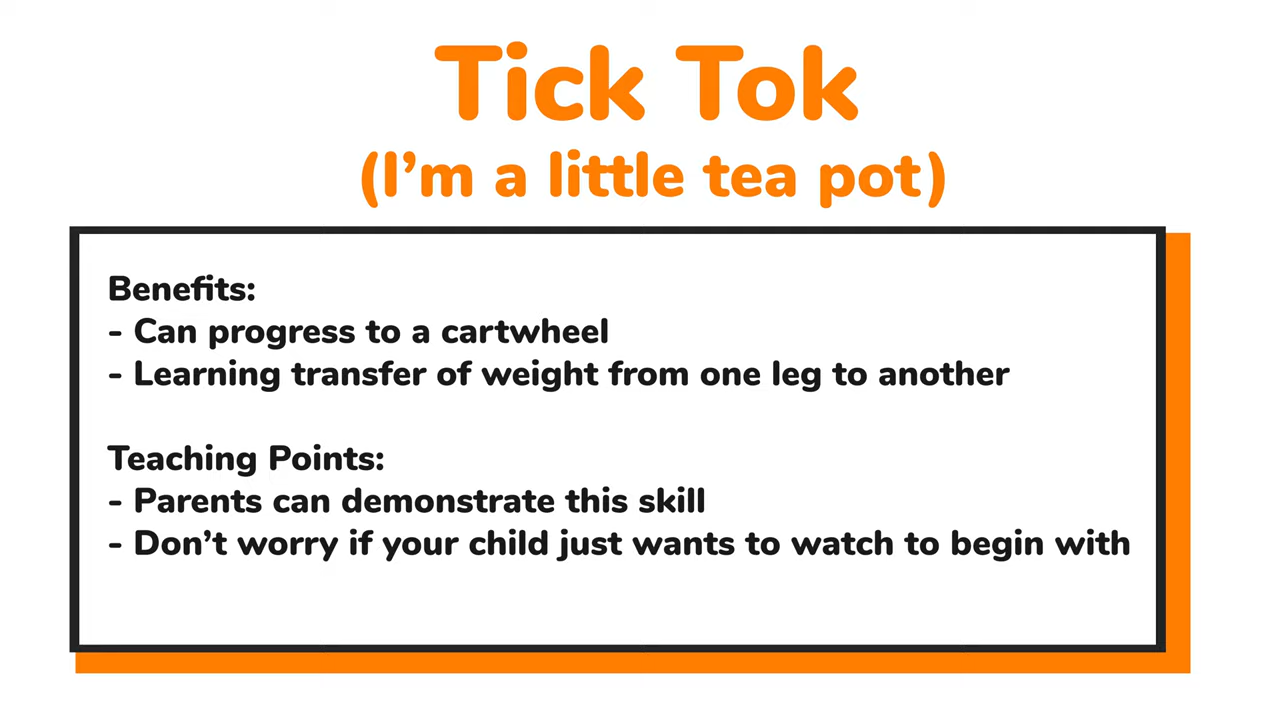 Tick Tok
(I’m a little tea pot)
Benefits:
- Can progress to a cartwheel
- Learning transfer of weight from one leg to another
Teaching Points:
- Parents can demonstrate this skill
- Don’t worry if your child just wants to watch to begin with